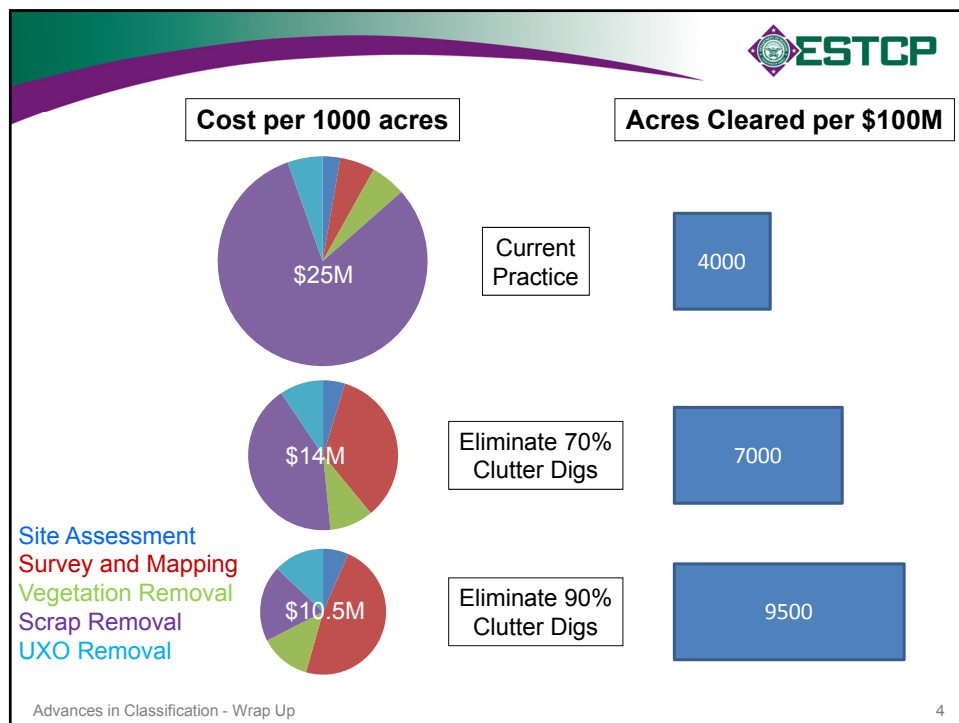 ESTCP
Cost per 1000 acres
Acres Cleared per $100M
$25M
Current
Practice
4000
$14M
Eliminate 70%
Clutter Digs
7000
Site Assessment
Survey and Mapping
Vegetation Removal
Scrap Removal
UXO Removal
$10.5M
Eliminate 90%
Clutter Digs
9500
Advances in Classification - Wrap Up
4